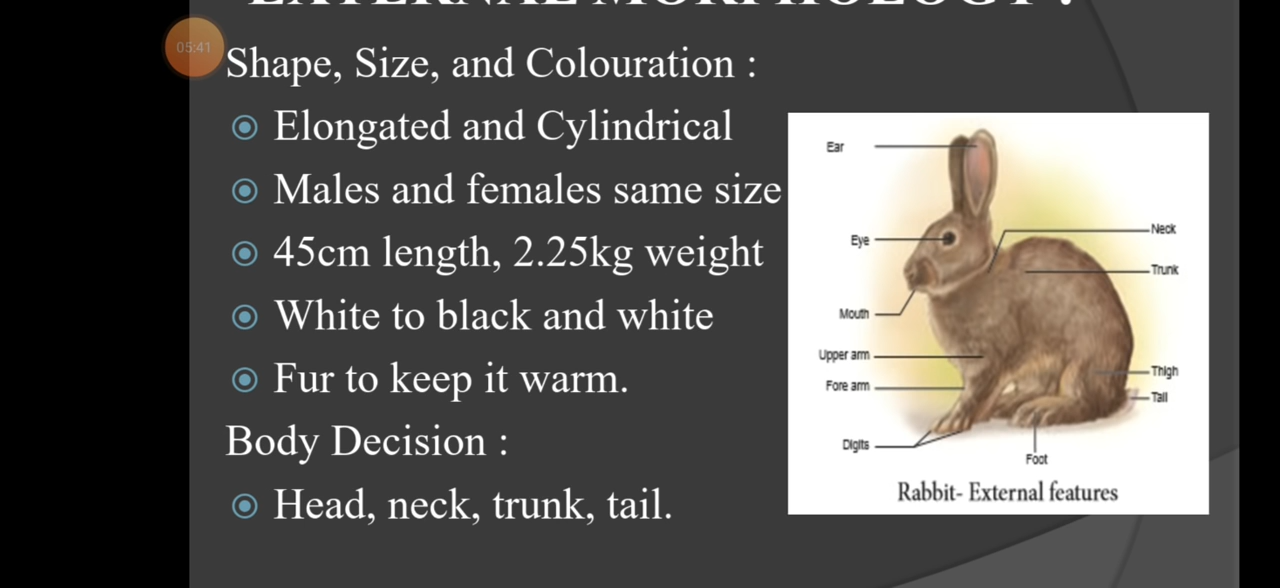 EXTERNAL MORPHOLOGY :
05:41
Shape, Size, and Colouration :
Elongated and Cylindrical
Males and females same size
45cm length, 2.25kg weight
White to black and white
Fur to keep it warm.
Body Decision :
Head, neck, trunk, tail.
Ear
Eye
Neck
Trunk
Mouth
Upper arm
Fore arm
Thigh
Tail
Digits
Foot
Rabbit- External features